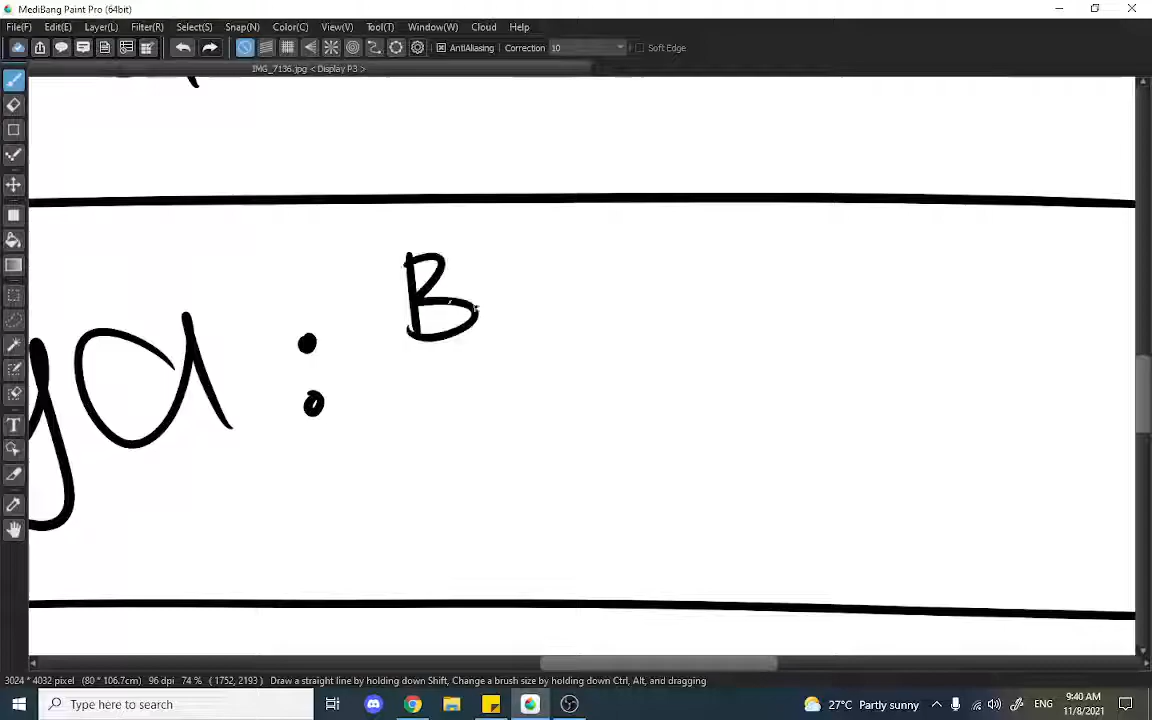 MediBang Paint Pro (64bit)
File(F) Edit(E) Layer(L) Filter(R) Select(S) Snap(N) Color(C) View(V) Tool(T) Window(W) Cloud Help
AntiAliasing Correction 10 Soft Edge
IMG_7136.jpg < Display P3 >
ya : B
3024 * 4032 pixel (80 * 106.7cm) 96 dpi 74 % ( 1752, 2193) Draw a straight line by holding down Shift, Change a brush size by holding down Ctrl, Alt, and dragging
Type here to search
27°C Partly sunny
ENG
9:40 AM
11/8/2021